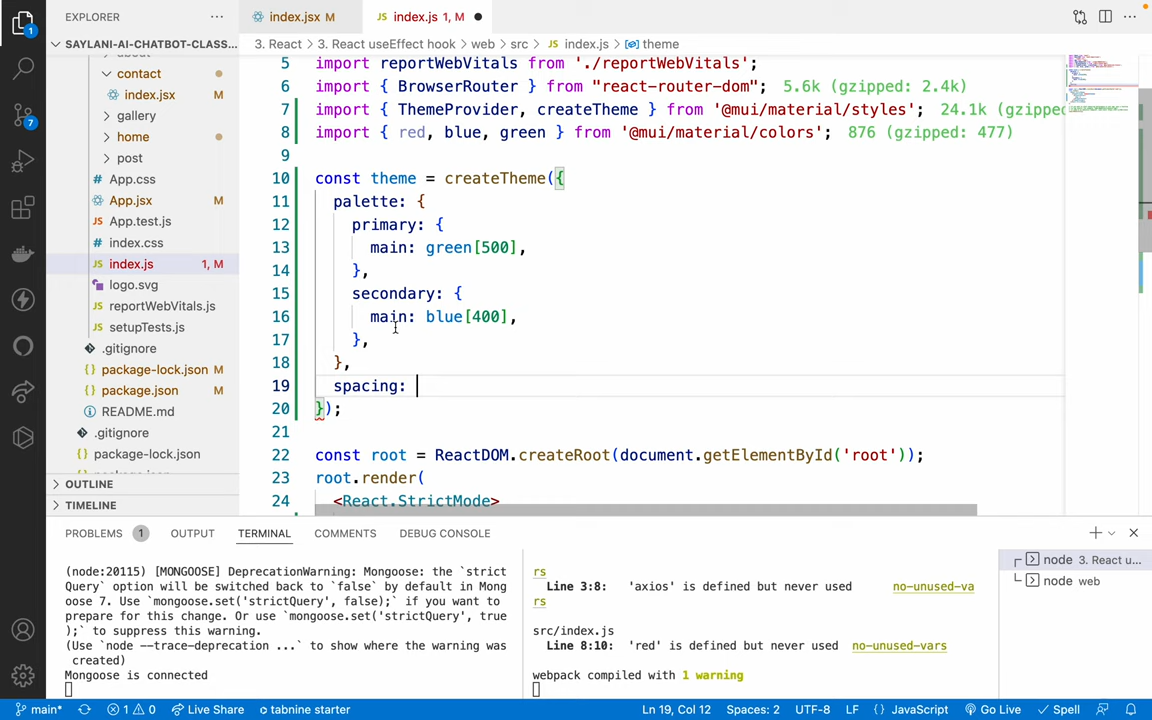 EXPLORER
SAYLANI-AI-CHATBOT-CLASS...
contact
index.jsx M
gallery
home
post
App.css
App.jsx M
App.test.js
index.css
index.js 1, M
logo.svg
reportWebVitals.js
setupTests.js
.gitignore
package-lock.json M
package.json M
README.md
.gitignore
package-lock.json
OUTLINE
TIMELINE
1
7
index.jsx M
JS index.js 1, M
3. React > 3. React useEffect hook > web > src > JS index.js > theme
5 import reportWebVitals from './reportWebVitals';
6 import { BrowserRouter } from "react-router-dom"; 5.6k (gzipped: 2.4k)
7 import { ThemeProvider, createTheme } from '@mui/material/styles'; 24.1k (gzipped
8 import { red, blue, green } from '@mui/material/colors'; 876 (gzipped: 477)
9
10 const theme = createTheme({
11 palette: {
12 primary: {
13 main: green[500],
14 },
15 secondary: {
16 main: blue[400],
17 },
18 },
19 spacing:
20 });
21
22 const root = ReactDOM.createRoot(document.getElementById('root'));
23 root.render(
24 <React.StrictMode>
PROBLEMS 1 OUTPUT TERMINAL COMMENTS DEBUG CONSOLE
(node:20115) [MONGOOSE] DeprecationWarning: Mongoose: the `strict
Query` option will be switched back to `false` by default in Mong
oose 7. Use `mongoose.set('strictQuery', false);` if you want to
prepare for this change. Or use `mongoose.set('strictQuery', true
);` to suppress this warning.
(Use `node --trace-deprecation ...` to show where the warning was
created)
Mongoose is connected
rs
Line 3:8: 'axios' is defined but never used no-unused-va
rs
src/index.js
Line 8:10: 'red' is defined but never used no-unused-vars
webpack compiled with 1 warning
node 3. React u...
node web
main* 1 0 Live Share tabnine starter Ln 19, Col 12 Spaces: 2 UTF-8 LF {} JavaScript Go Live Spell